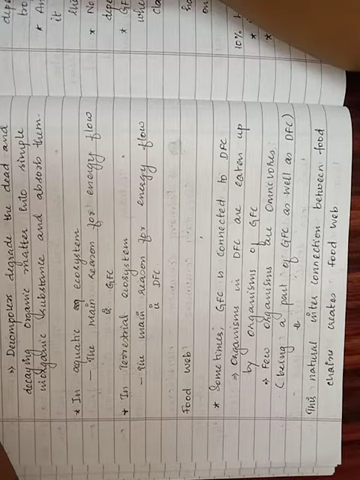 → Decomposers degrade the dead and
decaying organic matter into simple
inorganic substance and absorb them.
* In aquatic ecosystem
- The main reason for energy flow
is GFC
* In Terrestrial ecosystem
- the main reason for energy flow
is DFC
Food Web
* Sometimes, GFC is connected to DFC
→ Organisms in DFC are eaten up
by organisms of GFC
→ Few organisms are Omnivores
(being a part of GFC as well as DFC)
This natural inter connection between food
chains creates food web
10%